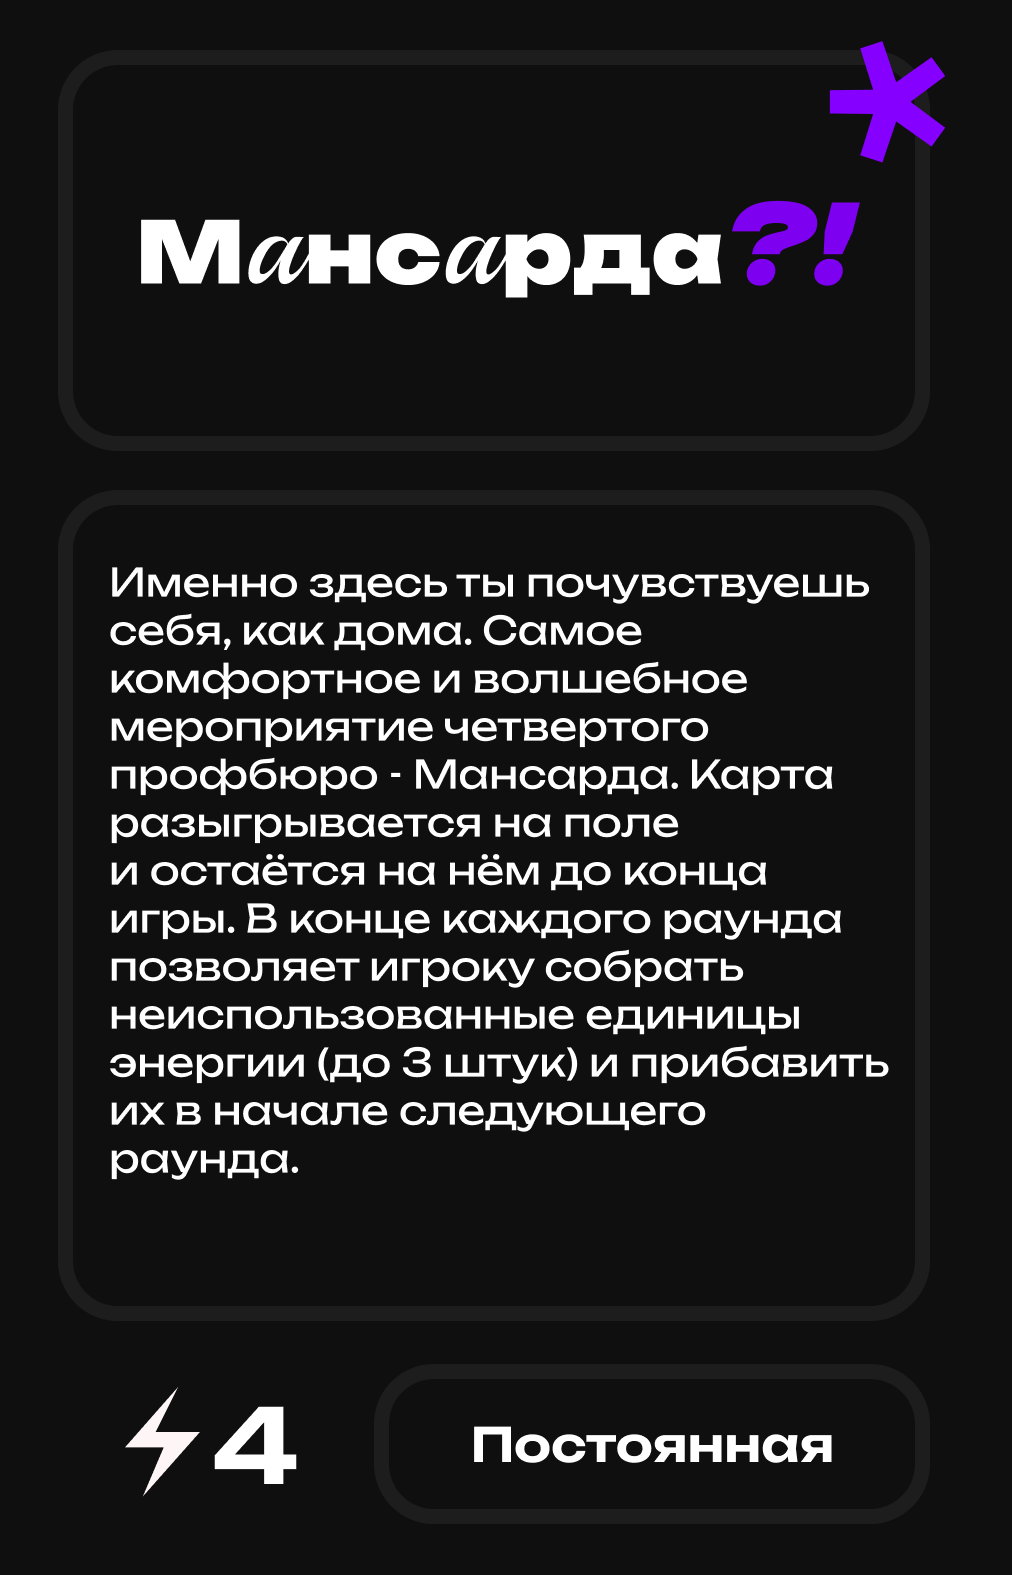 Мансарда?!
Именно здесь ты почувствуешь
себя, как дома. Самое
комфортное и волшебное
мероприятие четвертого
профбюро - Мансарда. Карта
разыгрывается на поле
и остаётся на нём до конца
игры. В конце каждого раунда
позволяет игроку собрать
неиспользованные единицы
энергии (до 3 штук) и прибавить
их в начале следующего
раунда.
4
Постоянная